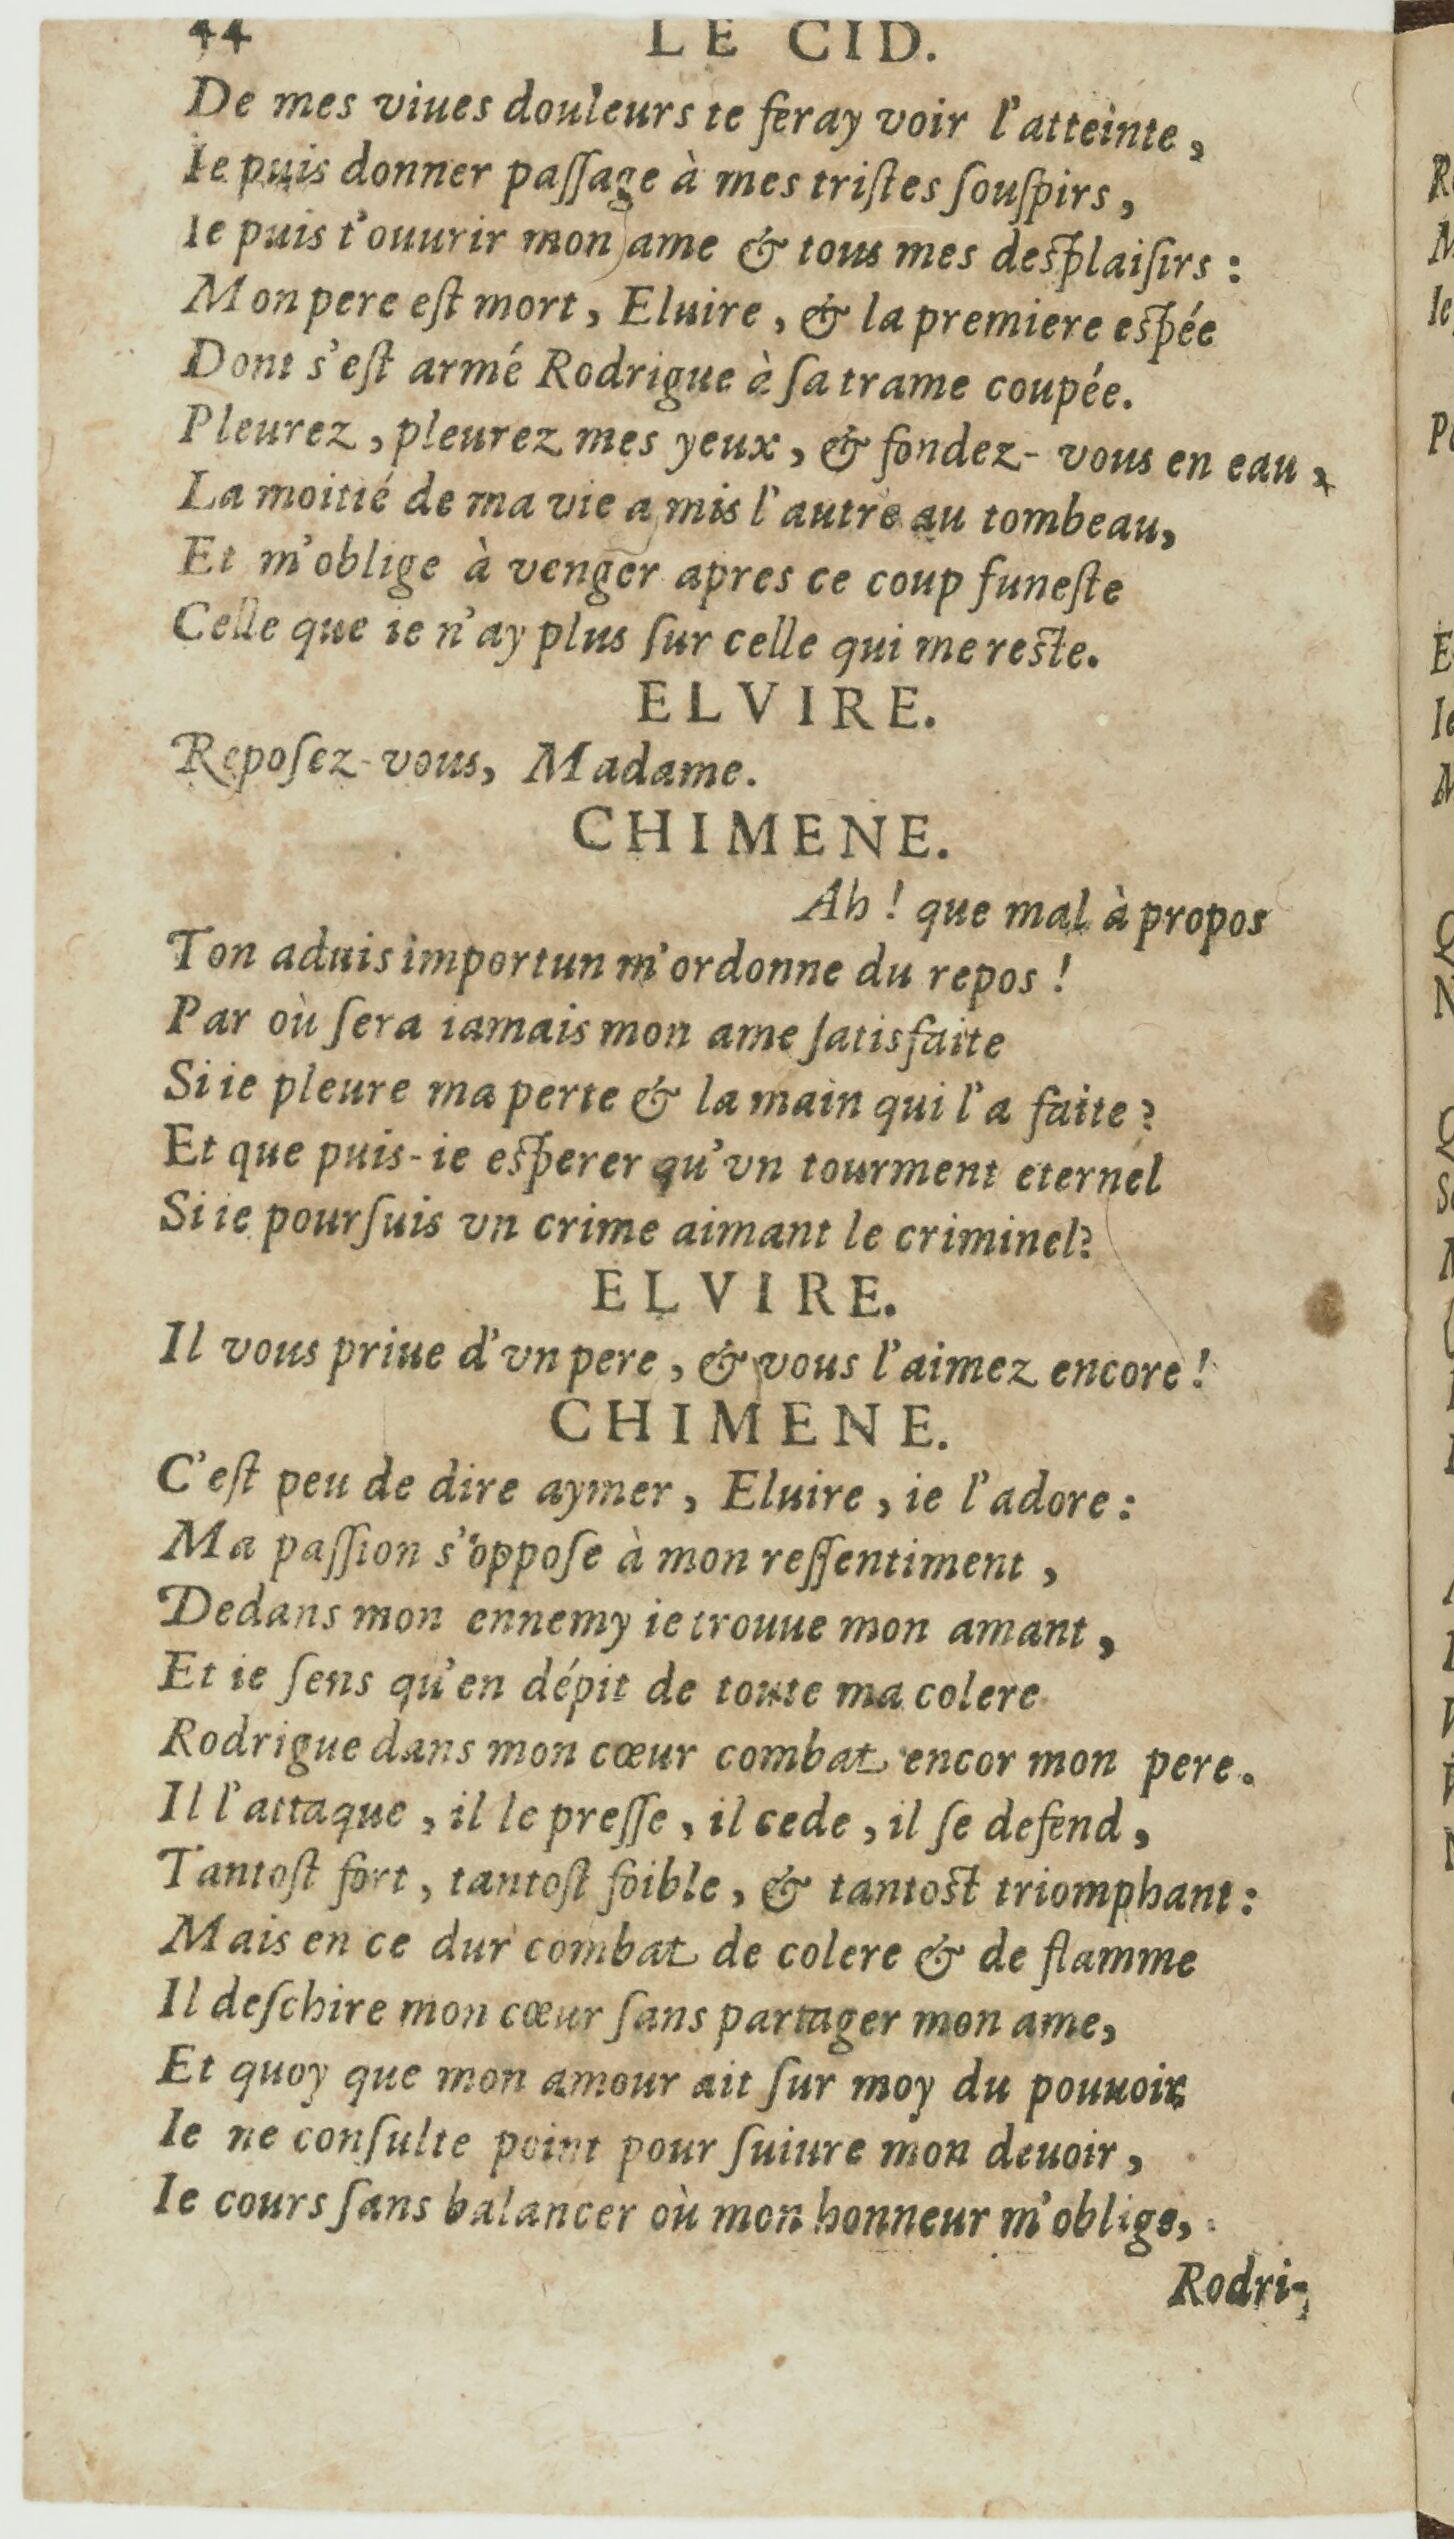 44 LE CID.
De mes viues douleurs te feray voir l'atteinte,
Ie puis donner paſſage à mes triſtes ſouſpirs,
Ie puis t'ouurir mon ame & tous mes desplaiſirs:
Mon pere eſt mort, Eluire, & la premiere espée
Dont s'eſt armé Rodrigue à ſa trame coupée.
Pleurez, pleurez mes yeux, & fondez-vous en eau,
La moitié de ma vie a mis l'autre au tombeau,
Et m'oblige à venger apres ce coup funeſte
Celle que ie n'ay plus ſur celle qui me reste.
ELVIRE.
Repoſez-vous, Madame.
CHIMENE.
Ah! que mal à propos
Ton aduis importun m'ordonne du repos!
Par où ſera iamais mon ame ſatisfaite
Si ie pleure ma perte & la main qui l'a faite?
Et que puis-ie esperer qu'vn tourment eternel
Si ie pourſuis vn crime aimant le criminel?
ELVIRE.
Il vous priue d'vn pere, & vous l'aimez encore!
CHIMENE.
C'eſt peu de dire aymer, Eluire, ie l'adore:
Ma paſſion s'oppoſe à mon reſſentiment,
Dedans mon ennemy ie trouue mon amant,
Et ie ſens qu'en dépit de toute ma colere
Rodrigue dans mon cœur combat encor mon pere.
Il l'attaque, il le preſſe, il cede, il ſe defend,
Tantoſt fort, tantoſt foible, & tantost triomphant:
Mais en ce dur combat de colere & de flamme
Il deſchire mon cœur ſans partager mon ame,
Et quoy que mon amour ait ſur moy du pouuoir
Ie ne conſulte point pour ſuiure mon deuoir,
Ie cours ſans balancer où mon honneur m'oblige,
Rodri-